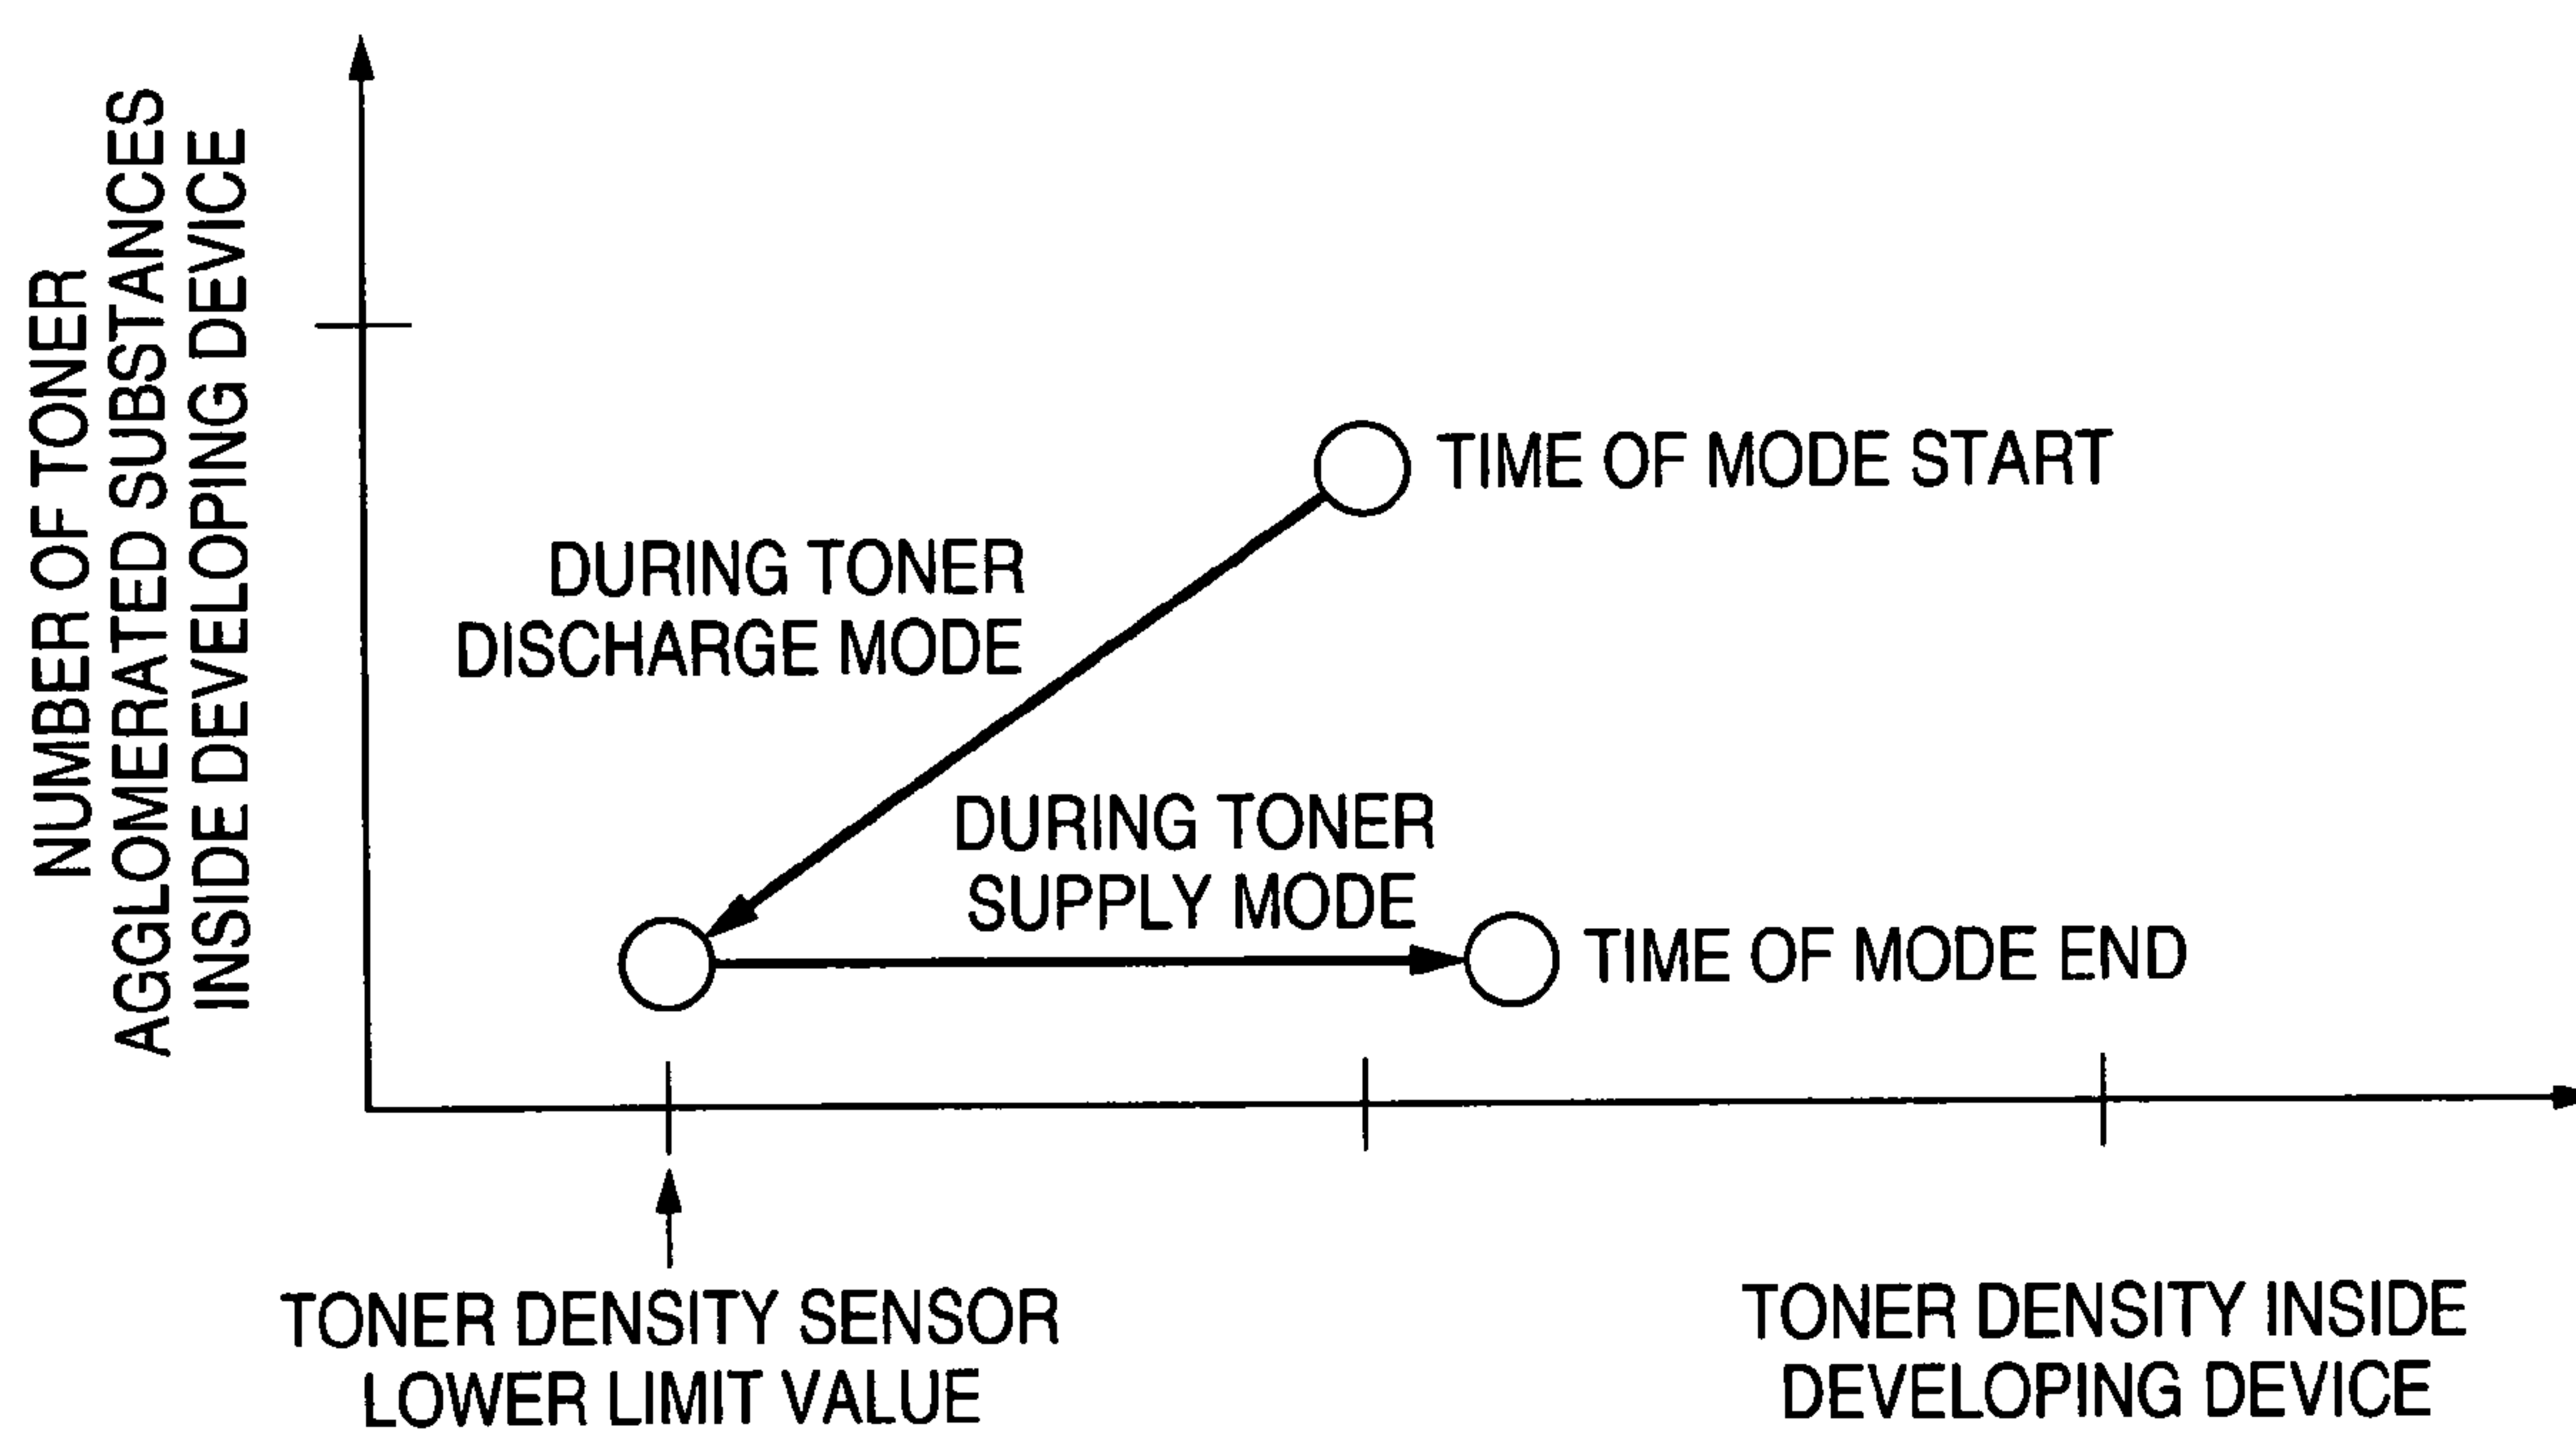 NUMBER OF TONER
AGGLOMERATED SUBSTANCES
INSIDE DEVELOPING DEVICE
TIME OF MODE START
DURING TONER
DISCHARGE MODE
DURING TONER
SUPPLY MODE
TIME OF MODE END
TONER DENSITY SENSOR
LOWER LIMIT VALUE
TONER DENSITY INSIDE
DEVELOPING DEVICE